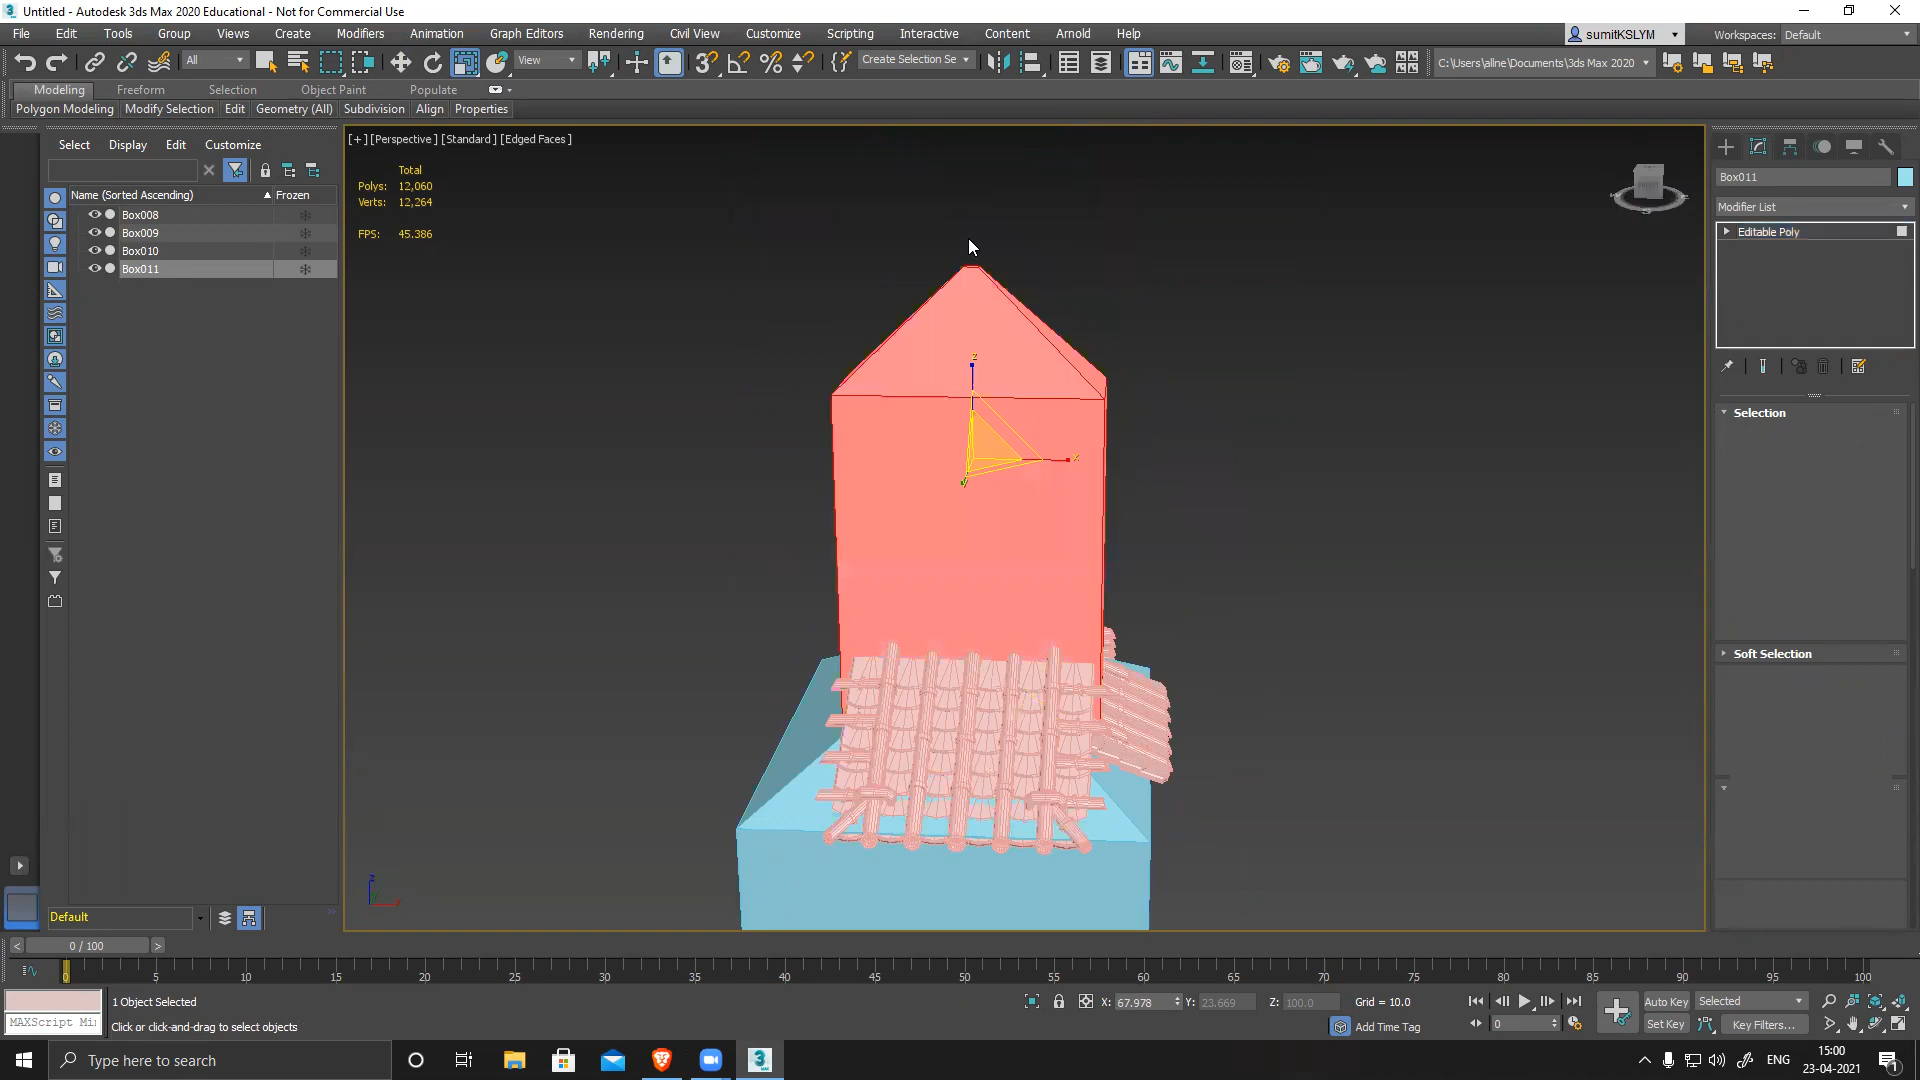 Untitled - Autodesk 3ds Max 2020 Educational - Not for Commercial Use
File Edit Tools Group Views Create Modifiers Animation Graph Editors Rendering Civil View Customize Scripting Interactive Content Arnold Help sumitKSLYM Workspaces: Default
All View Create Selection Se C:\Users\allne\Documents\3ds Max 2020
Modeling Freeform Selection Object Paint Populate
Polygon Modeling Modify Selection Edit Geometry (All) Subdivision Align Properties
Select Display Edit Customize
[+] [Perspective] [Standard] [Edged Faces]
Name (Sorted Ascending) Frozen
Box008
Box009
Box010
Box011
Total
Polys: 12,060
Verts: 12,264
FPS: 45.386
z
x
y
Box011
Modifier List
Editable Poly
Selection
Soft Selection
z
Default
0 / 100
0 5 10 15 20 25 30 35 40 45 50 55 60 65 70 75 80 85 90 95 100
1 Object Selected X: 67.978 Y: 23.669 Z: 100.0 Grid = 10.0 Auto Key Selected
MAXScript Mi
Click or click-and-drag to select objects Add Time Tag 0 Set Key Key Filters...
Type here to search
3
MAX
ENG
15:00
23-04-2021
1